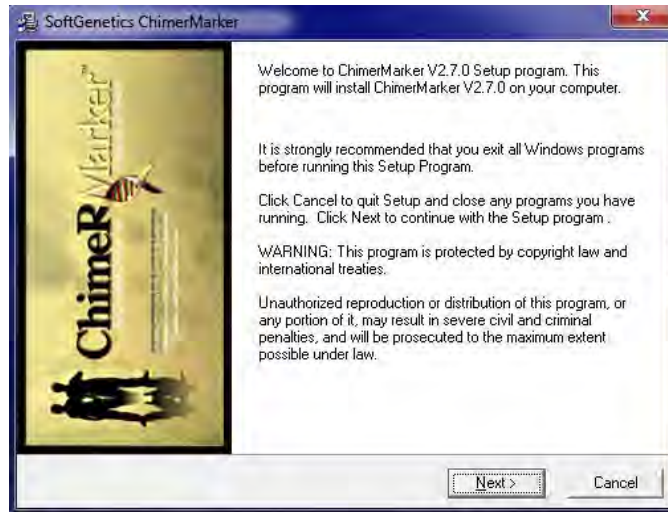 SoftGenetics ChimerMarker
ChimeRMarker™
Welcome to ChimerMarker V2.7.0 Setup program. This
program will install ChimerMarker V2.7.0 on your computer.
It is strongly recommended that you exit all Windows programs
before running this Setup Program.
Click Cancel to quit Setup and close any programs you have
running. Click Next to continue with the Setup program .
WARNING: This program is protected by copyright law and
international treaties.
Unauthorized reproduction or distribution of this program, or
any portion of it, may result in severe civil and criminal
penalties, and will be prosecuted to the maximum extent
possible under law.
Next >
Cancel